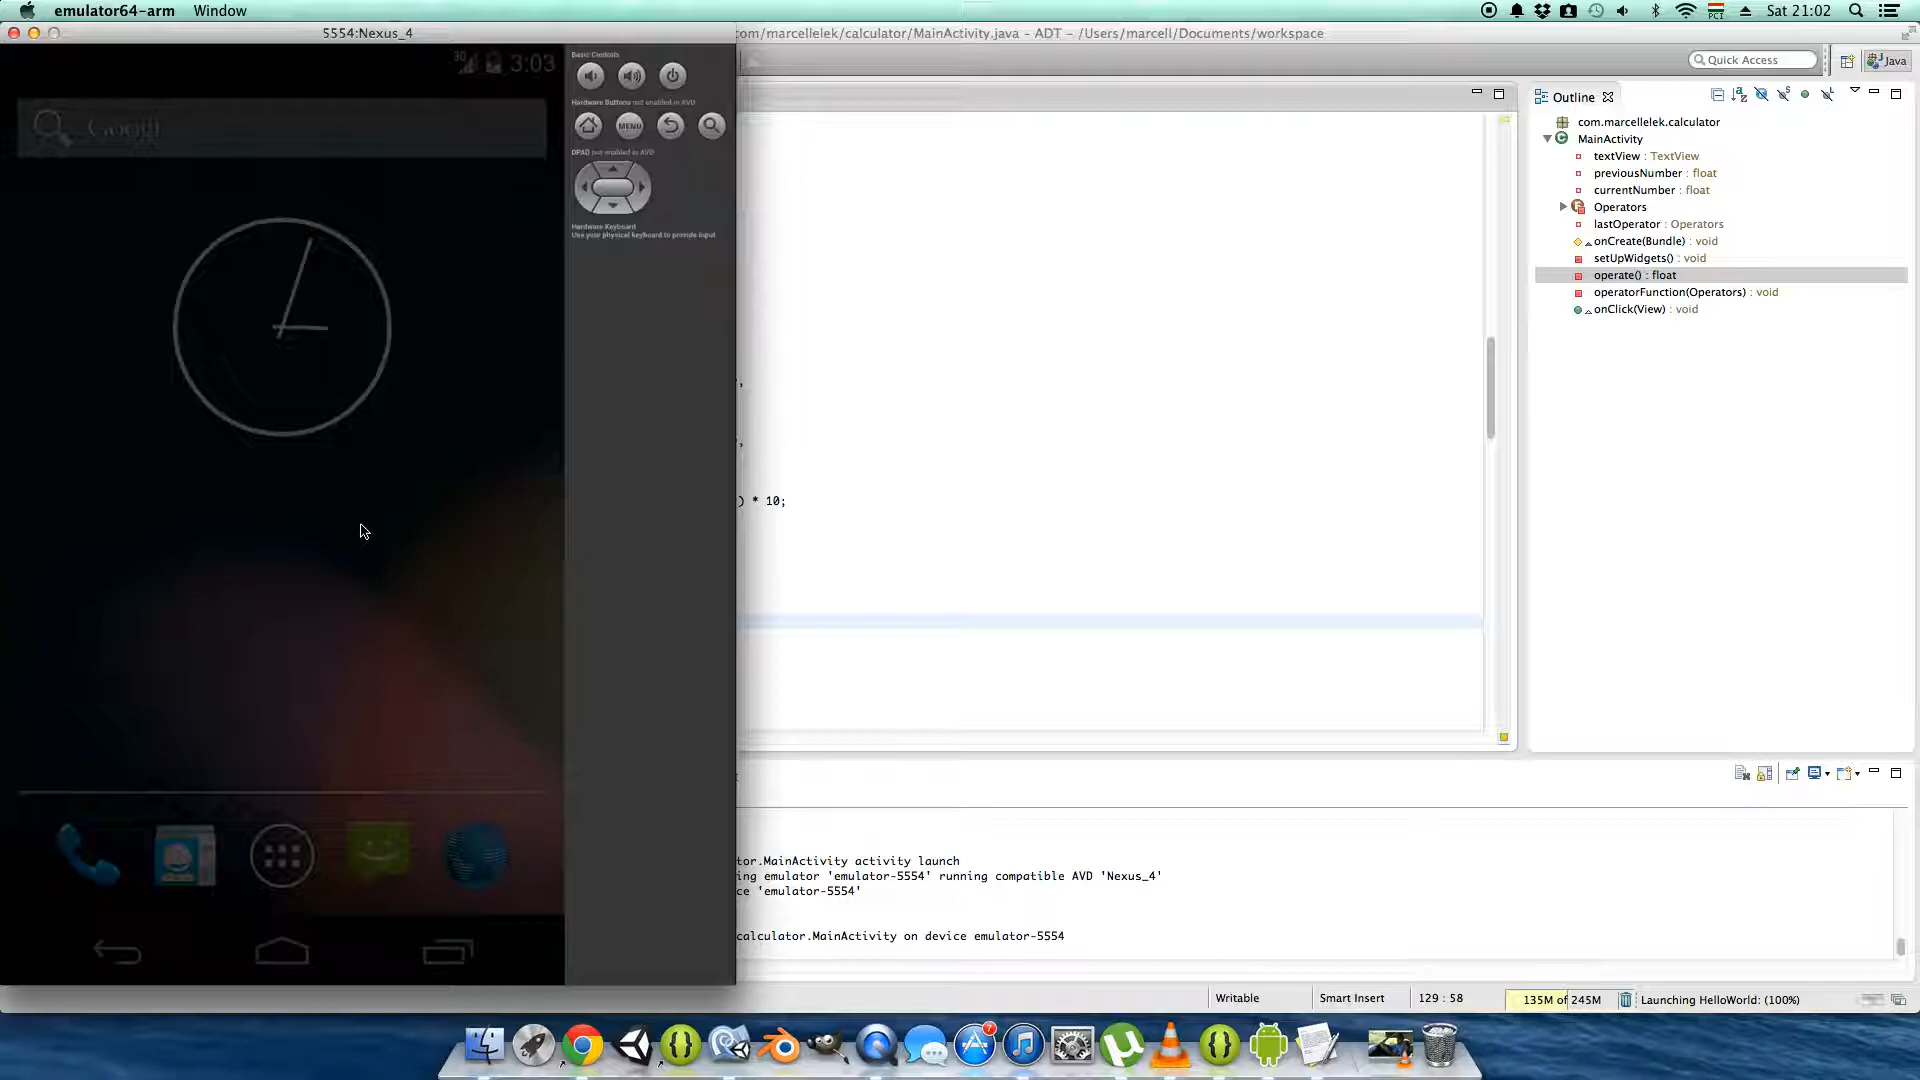 emulator64-arm Window
Sat 21:02
5554:Nexus_4
com/marcellelek/calculator/MainActivity.java - ADT - /Users/marcell/Documents/workspace
3G 3:03
Basic Controls
Quick Access
Java
Hardware Buttons not enabled in AVD
MENU
DPAD not enabled in AVD
Hardware Keyboard
Use your physical keyboard to provide input
Outline
com.marcellelek.calculator
MainActivity
textView : TextView
previousNumber : float
currentNumber : float
Operators
lastOperator : Operators
onCreate(Bundle) : void
setUpWidgets() : void
operate() : float
operatorFunction(Operators) : void
onClick(View) : void
) * 10;
tor.MainActivity activity launch
ing emulator 'emulator-5554' running compatible AVD 'Nexus_4'
ce 'emulator-5554'
calculator.MainActivity on device emulator-5554
Writable
Smart Insert
129 : 58
135M of 245M
Launching HelloWorld: (100%)
7